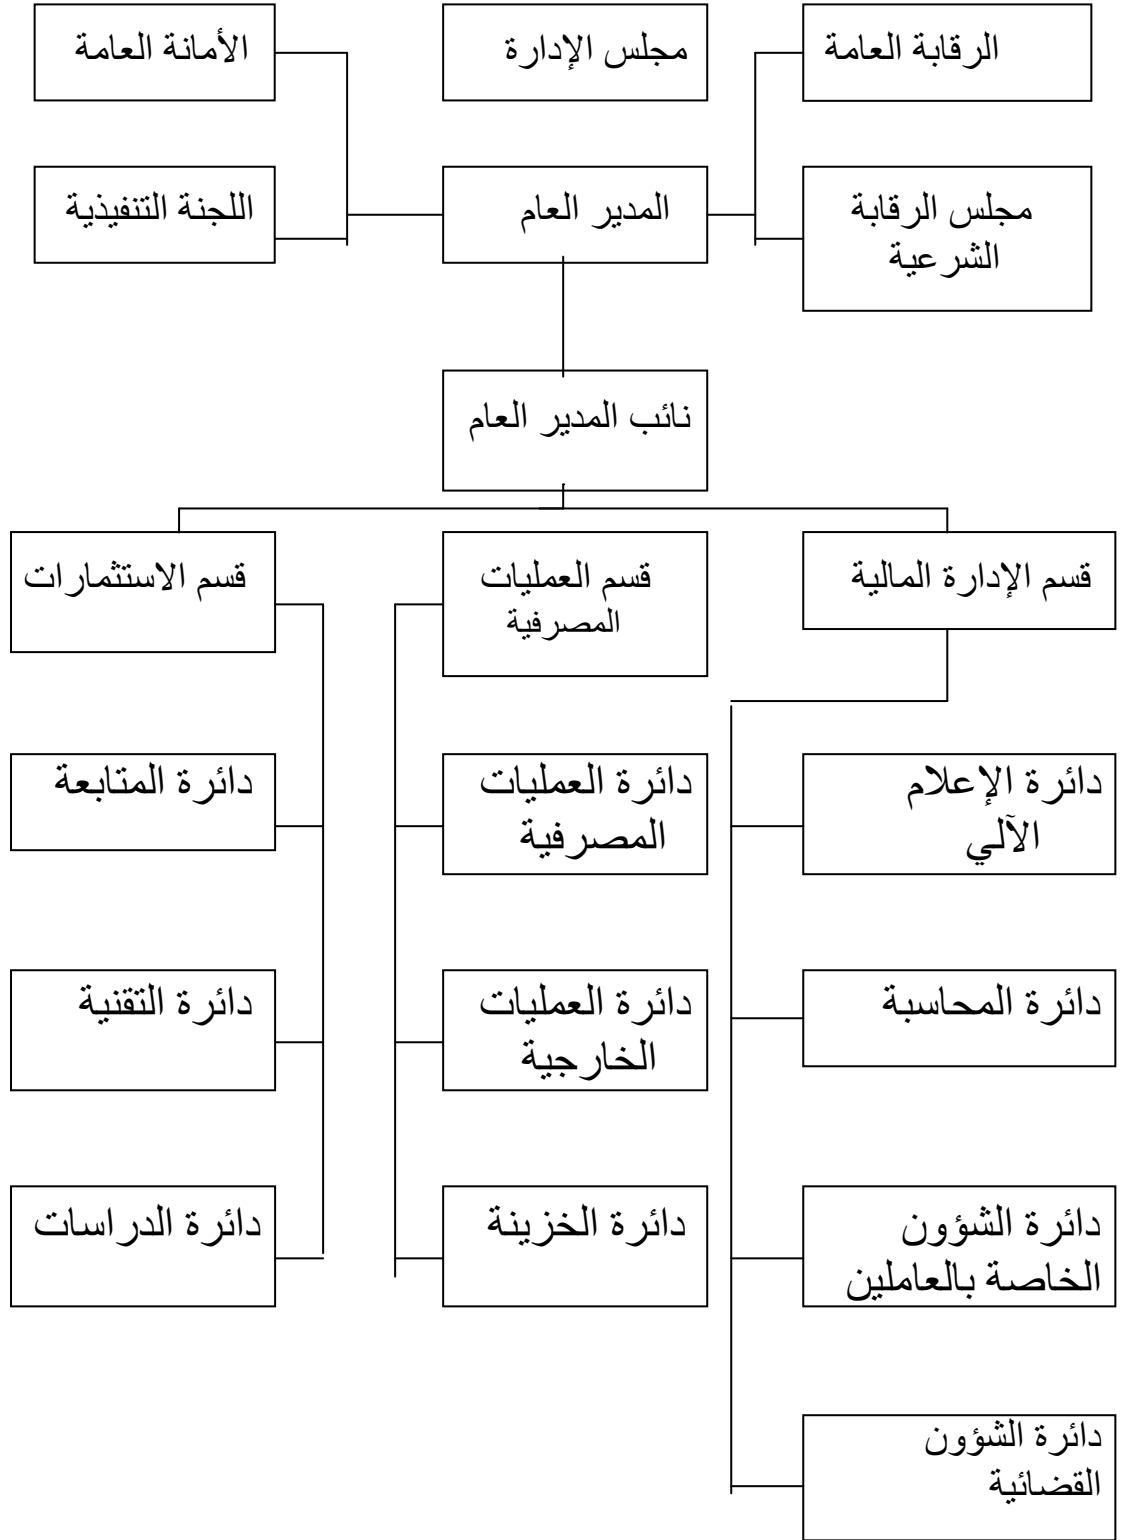 الرقابة العامة
مجلس الإدارة
الأمانة العامة
مجلس الرقابة
الشرعية
المدير العام
اللجنة التنفيذية
نائب المدير العام
قسم الإدارة المالية
قسم العمليات
المصرفية
قسم الاستثمارات
دائرة الإعلام
الآلي
دائرة العمليات
المصرفية
دائرة المتابعة
دائرة المحاسبة
دائرة العمليات
الخارجية
دائرة التقنية
دائرة الشؤون
الخاصة بالعاملين
دائرة الخزينة
دائرة الدراسات
دائرة الشؤون
القضائية